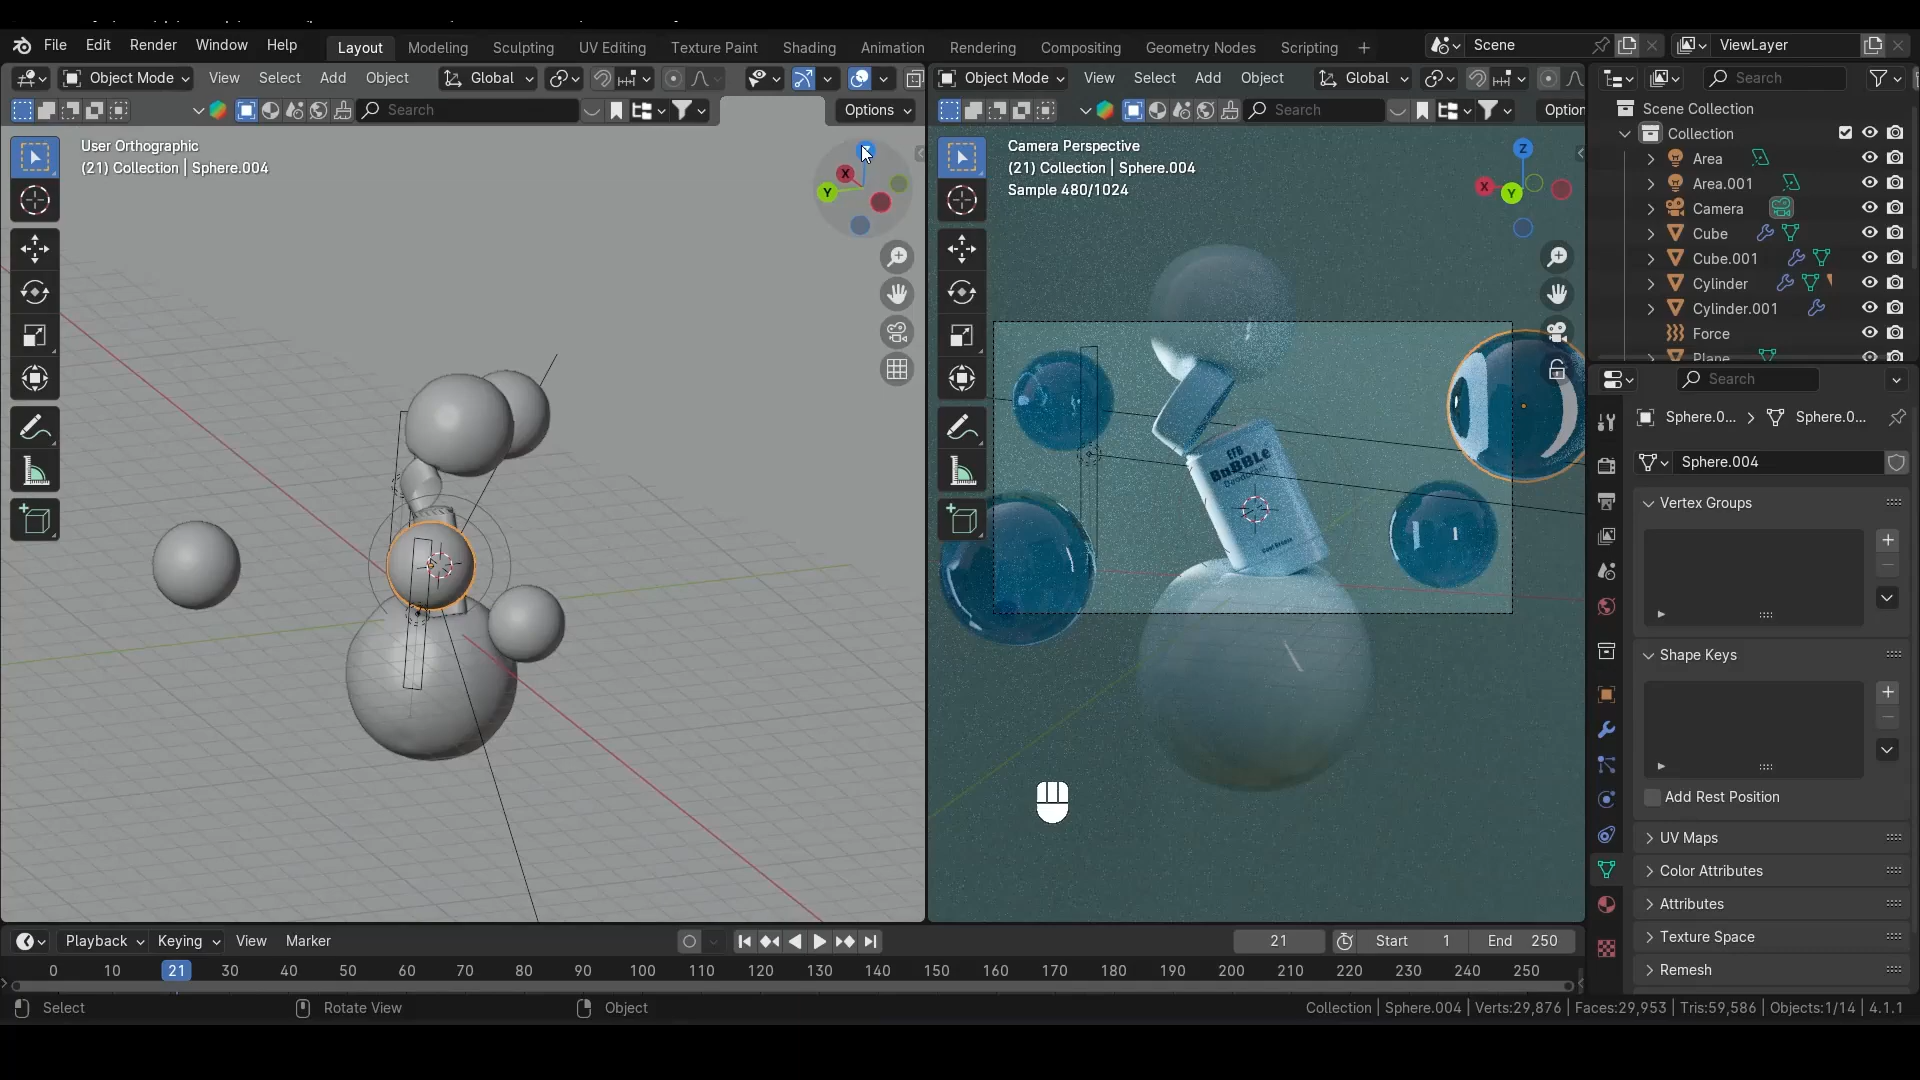 File Edit Render Window Help Layout Modeling Sculpting UV Editing Texture Paint Shading Animation Rendering Compositing Geometry Nodes Scripting + Scene ViewLayer
Object Mode View Select Add Object Global Object Mode View Select Add Object Global Search
Search Options Search Option
User Orthographic
(21) Collection | Sphere.004
X
Y
Camera Perspective
(21) Collection | Sphere.004
Sample 480/1024
Z
X
Y
EFB
BuBBLe
Deodorant
Cool Breeze
Scene Collection
Collection
Area
Area.001
Camera
Cube
Cube.001
Cylinder
Cylinder.001
Force
Plane
Search
Sphere.0... > Sphere.0...
Sphere.004
Vertex Groups
Shape Keys
Add Rest Position
UV Maps
Color Attributes
Attributes
Texture Space
Remesh
Playback Keying View Marker 21 Start 1 End 250
0 10 21 30 40 50 60 70 80 90 100 110 120 130 140 150 160 170 180 190 200 210 220 230 240 250
Select Rotate View Object Collection | Sphere.004 | Verts:29,876 | Faces:29,953 | Tris:59,586 | Objects:1/14 | 4.1.1